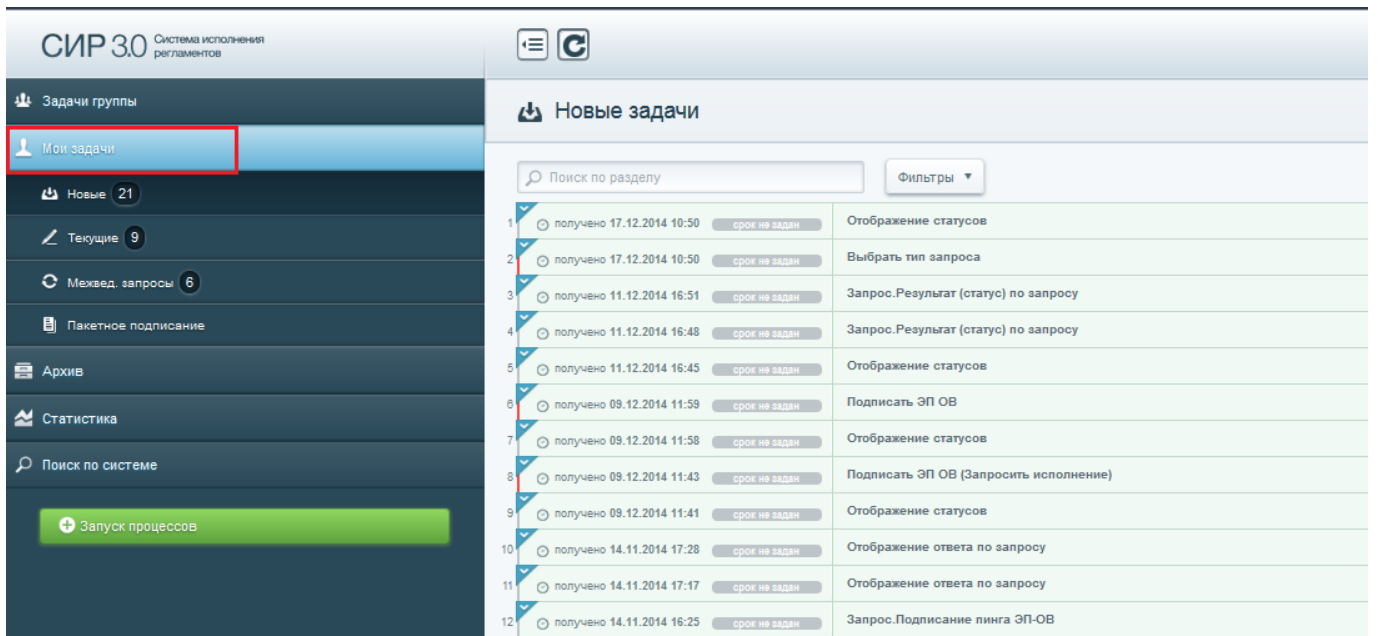 СИР 3.0 Система исполнения
регламентов
Задачи группы
Мои задачи
Новые 21
Текущие 9
Межвед. запросы 6
Пакетное подписание
Архив
Статистика
Поиск по системе
Запуск процессов
Новые задачи
Поиск по разделу
Фильтры
1 получено 17.12.2014 10:50 срок не задан Отображение статусов
2 получено 17.12.2014 10:50 срок не задан Выбрать тип запроса
3 получено 11.12.2014 16:51 срок не задан Запрос.Результат (статус) по запросу
4 получено 11.12.2014 16:48 срок не задан Запрос.Результат (статус) по запросу
5 получено 11.12.2014 16:45 срок не задан Отображение статусов
6 получено 09.12.2014 11:59 срок не задан Подписать ЭП ОВ
7 получено 09.12.2014 11:58 срок не задан Отображение статусов
8 получено 09.12.2014 11:43 срок не задан Подписать ЭП ОВ (Запросить исполнение)
9 получено 09.12.2014 11:41 срок не задан Отображение статусов
10 получено 14.11.2014 17:28 срок не задан Отображение ответа по запросу
11 получено 14.11.2014 17:17 срок не задан Отображение ответа по запросу
12 получено 14.11.2014 16:25 срок не задан Запрос.Подписание пинга ЭП-ОВ